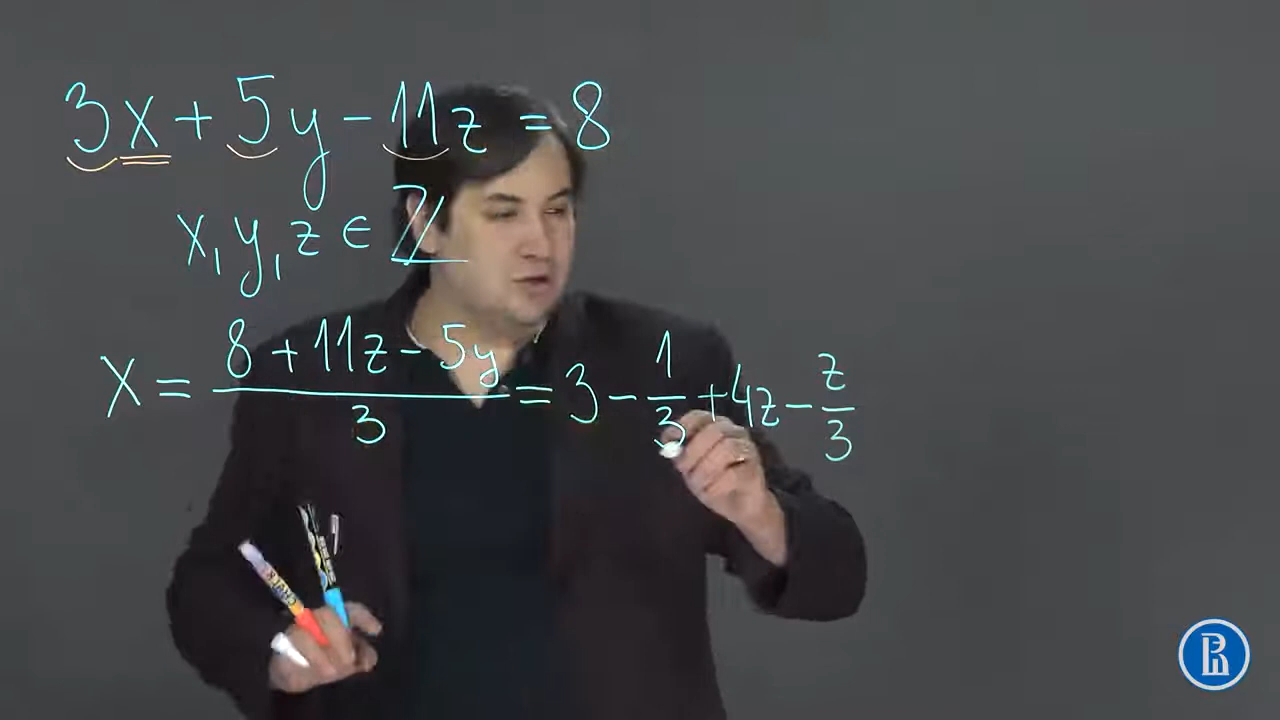 3x + 5y - 11z = 8
x, y, z ∈ ℤ
x = (8 + 11z - 5y)/3 = 3 - 1/3 + 4z - z/3